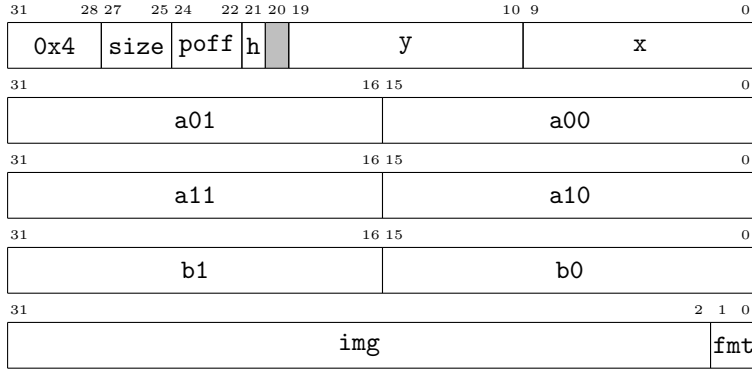 31 28 27 25 24 22 21 20 19 10 9 0
0x4 size poff h y x
31 16 15 0
a01 a00
31 16 15 0
a11 a10
31 16 15 0
b1 b0
31 2 1 0
img fmt